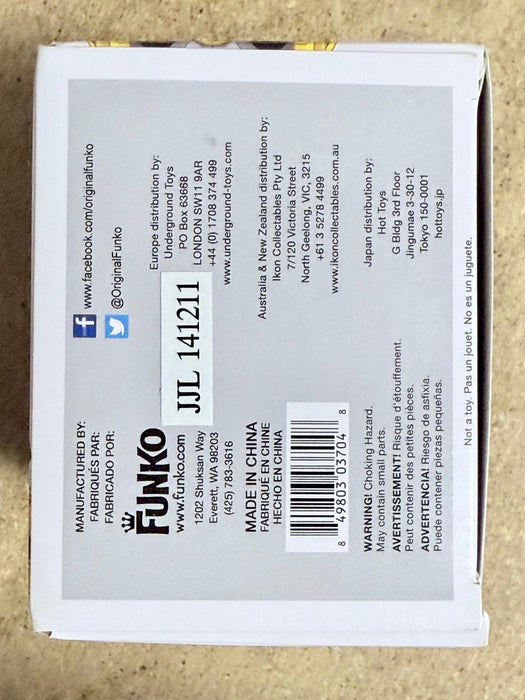 MANUFACTURED BY:
FABRIQUÉS PAR:
FABRICADO POR:
FUNKO
www.funko.com
1202 Shuksan Way
Everett, WA 98203
(425) 783-3616
JJL 141211
MADE IN CHINA
FABRIQUÉ EN CHINE
HECHO EN CHINA
8 49803 03704 8
WARNING! Choking Hazard.
May contain small parts.
AVERTISSEMENT! Risque d'étouffement.
Peut contenir des petites pièces.
ADVERTENCIA! Riesgo de asfixia.
Puede contener piezas pequeñas.
www.facebook.com/originalfunko
@OriginalFunko
Europe distribution by:
Underground Toys
PO Box 63668
LONDON SW11 9AR
+44 (0) 1708 374 499
www.underground-toys.com
Australia & New Zealand distribution by:
Ikon Collectables Pty Ltd
7/120 Victoria Street
North Geelong, VIC, 3215
+61 3 5278 4499
www.ikoncollectables.com.au
Japan distribution by:
Hot Toys
G Bldg 3rd Floor
Jingumae 3-30-12
Tokyo 150-0001
hottoys.jp
Not a toy. Pas un jouet. No es un juguete.